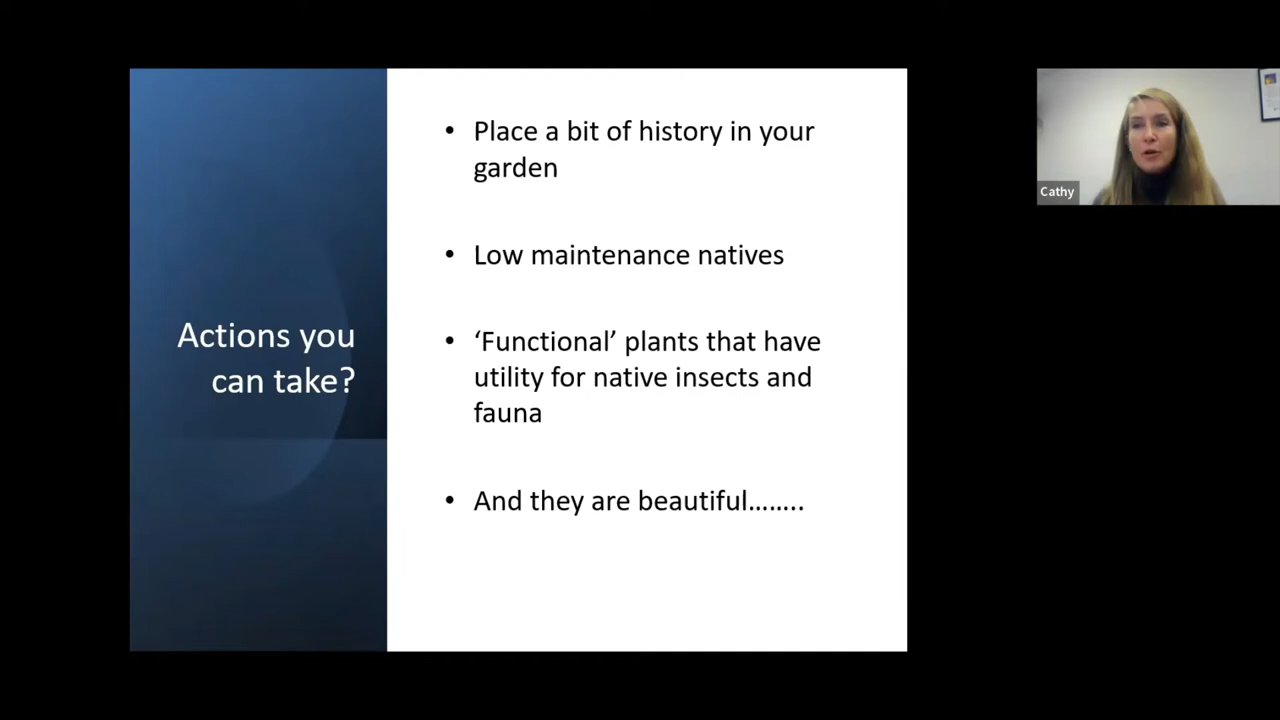 Actions you
can take?
• Place a bit of history in your
garden
• Low maintenance natives
• ‘Functional’ plants that have
utility for native insects and
fauna
• And they are beautiful……..
Cathy